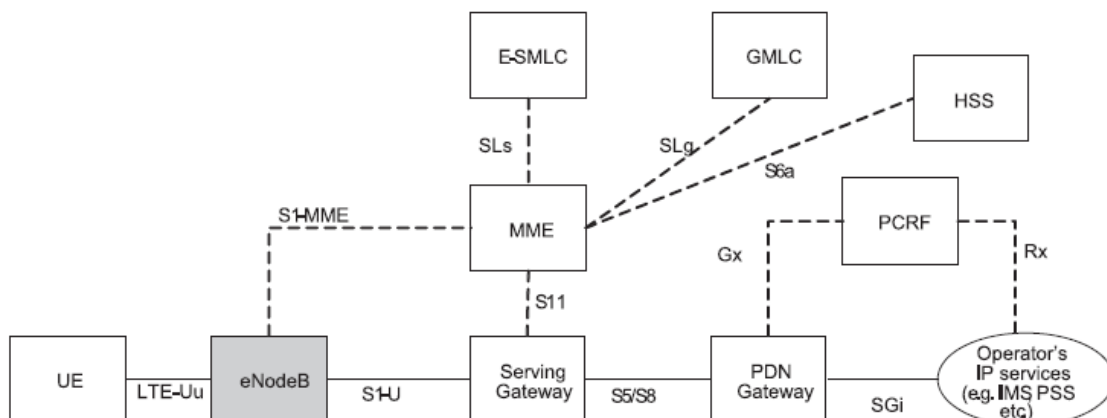 E-SMLC
GMLC
HSS
SLs
SLg
S6a
S1-MME
MME
PCRF
Gx
Rx
S11
UE
LTE-Uu
eNodeB
S1-U
Serving
Gateway
S5/S8
PDN
Gateway
SGi
Operator's
IP services
(e.g. IMS PSS
etc)